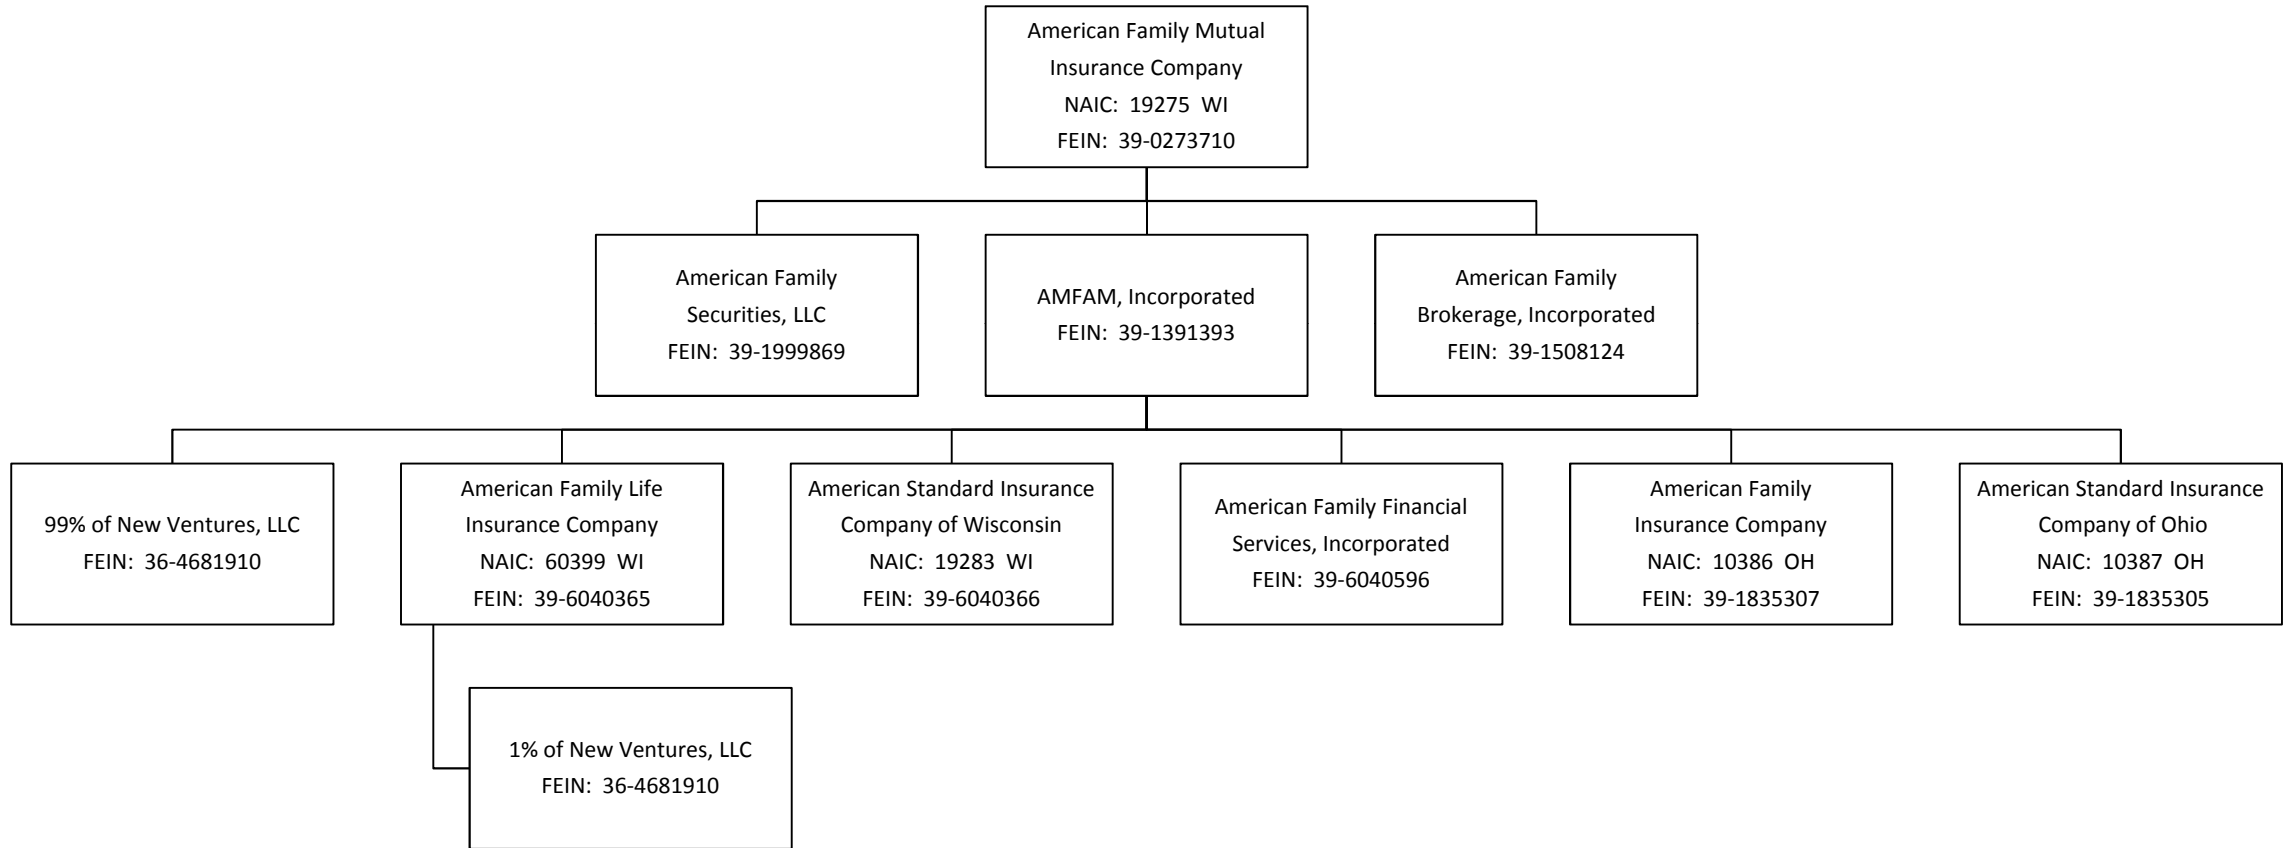 American Family Mutual
Insurance Company
NAIC:  19275  WI
FEIN:  39-0273710
American Family
Securities, LLC
FEIN:  39-1999869
AMFAM, Incorporated
FEIN:  39-1391393
American Family
Brokerage, Incorporated
FEIN:  39-1508124
99% of New Ventures, LLC
FEIN:  36-4681910
American Family Life
Insurance Company
NAIC:  60399  WI
FEIN:  39-6040365
American Standard Insurance
Company of Wisconsin
NAIC:  19283  WI
FEIN:  39-6040366
American Family Financial
Services, Incorporated
FEIN:  39-6040596
American Family
Insurance Company
NAIC:  10386  OH
FEIN:  39-1835307
American Standard Insurance
Company of Ohio
NAIC:  10387  OH
FEIN:  39-1835305
1% of New Ventures, LLC
FEIN:  36-4681910